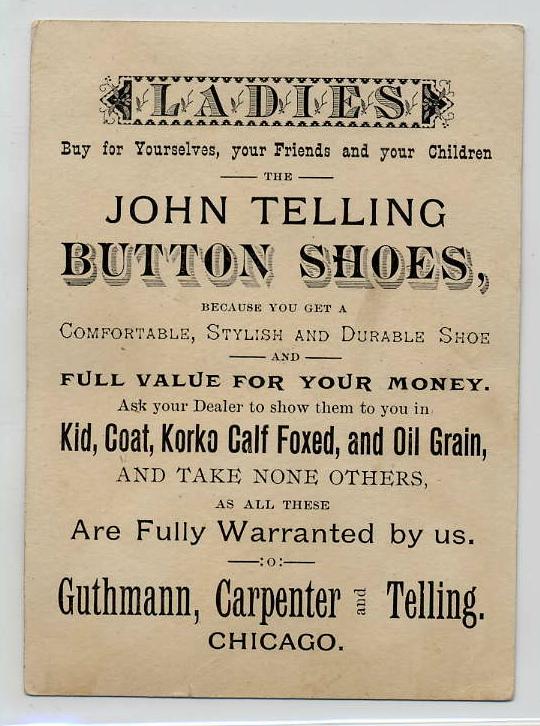 LADIES
Buy for Yourselves, your Friends and your Children
THE
JOHN TELLING
BUTTON SHOES,
BECAUSE YOU GET A
COMFORTABLE, STYLISH AND DURABLE SHOE
AND
FULL VALUE FOR YOUR MONEY.
Ask your Dealer to show them to you in
Kid, Coat, Korko Calf Foxed, and Oil Grain,
AND TAKE NONE OTHERS,
AS ALL THESE
Are Fully Warranted by us.
:o:
Guthmann, Carpenter and Telling.
CHICAGO.